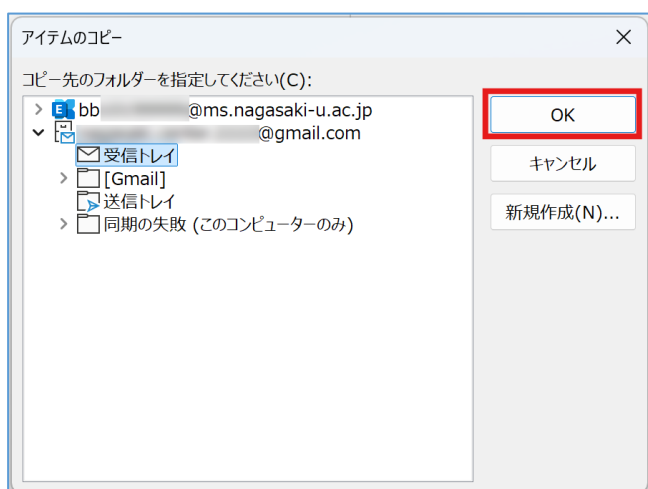 アイテムのコピー
コピー先のフォルダーを指定してください(C):
bb @ms.nagasaki-u.ac.jp
@gmail.com
受信トレイ
[Gmail]
送信トレイ
同期の失敗 (このコンピューターのみ)
OK
キャンセル
新規作成(N)...